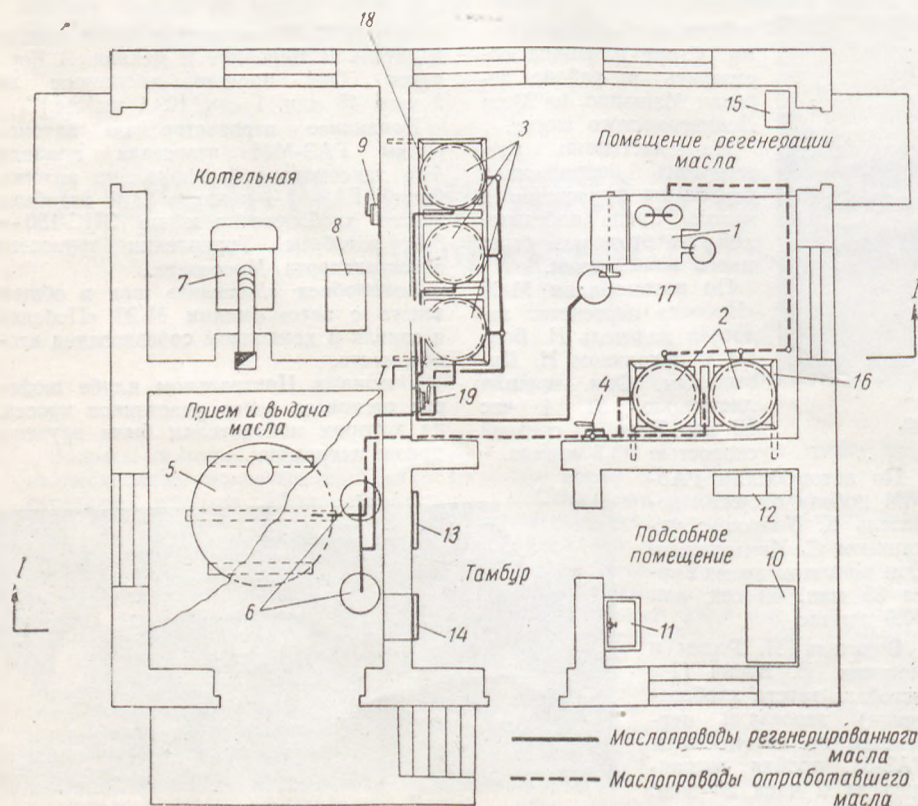 18
3
15
Помещение регенерации
масла
9
Котельная
8
7
1
17
I
I
2
16
19
4
Прием и выдача
масла
5
12
13
Подсобное
помещение
10
Тамбур
6
14
11
Маслопроводы регенерированного
масла
Маслопроводы отработавшего
масла